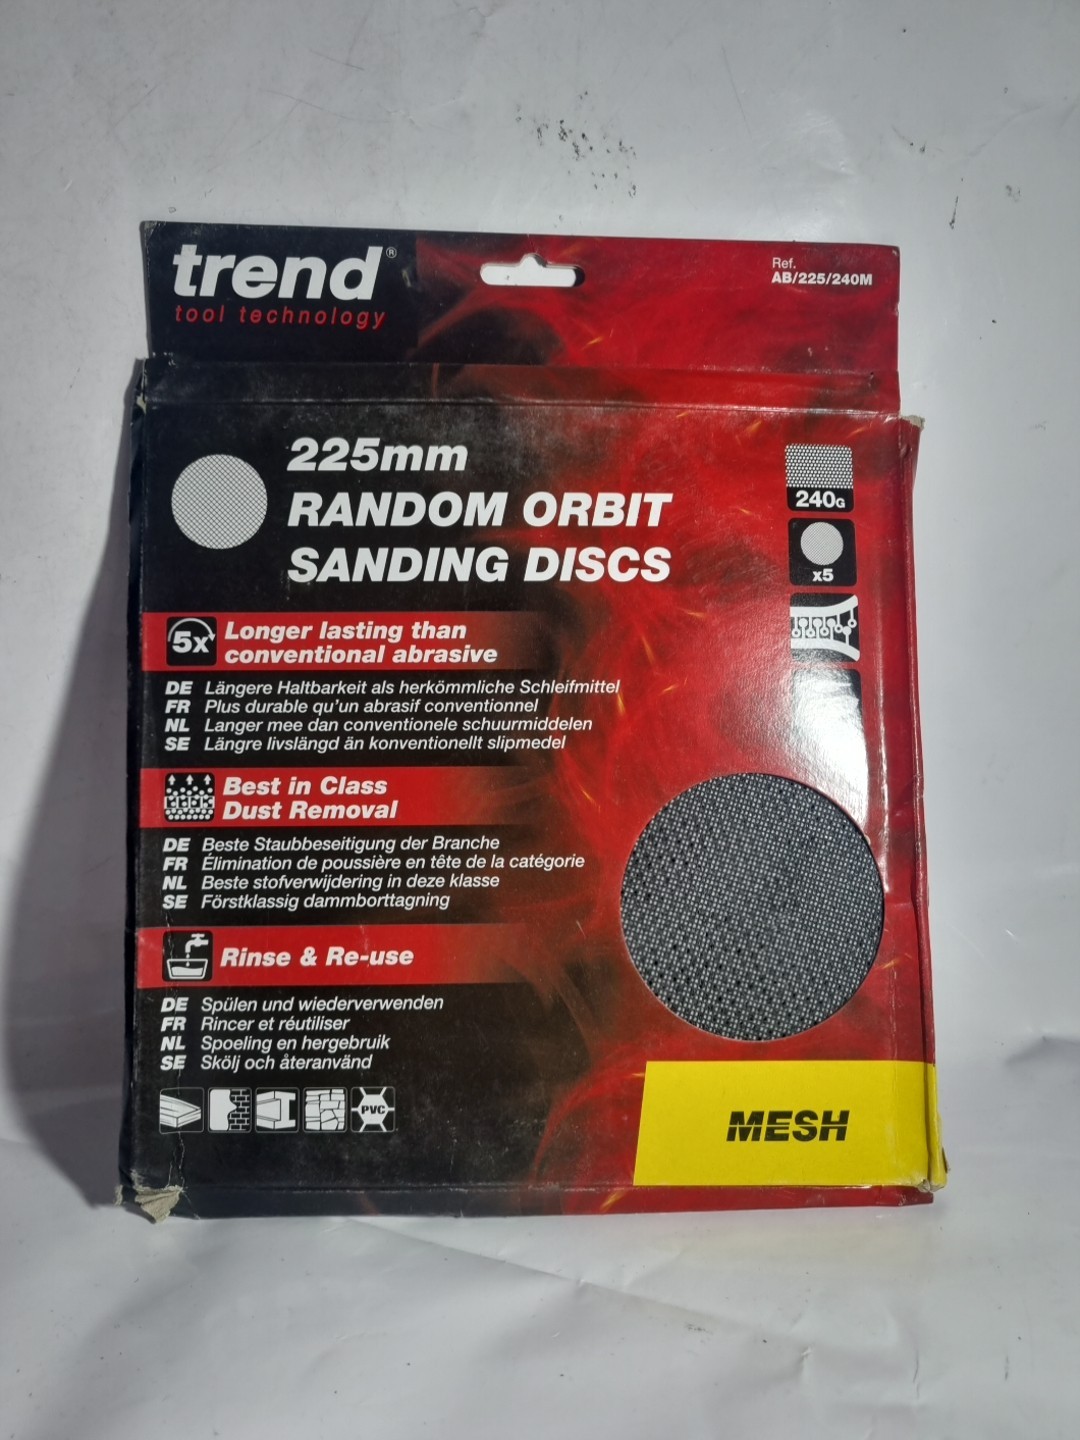 trend®
tool technology
Ref.
AB/225/240M
225mm
RANDOM ORBIT
SANDING DISCS
240G
x5
5x
Longer lasting than
conventional abrasive
DE Längere Haltbarkeit als herkömmliche Schleifmittel
FR Plus durable qu'un abrasif conventionnel
NL Langer mee dan conventionele schuurmiddelen
SE Längre livslängd än konventionellt slipmedel
Best in Class
Dust Removal
DE Beste Staubbeseitigung der Branche
FR Élimination de poussière en tête de la catégorie
NL Beste stofverwijdering in deze klasse
SE Förstklassig dammborttagning
Rinse & Re-use
DE Spülen und wiederverwenden
FR Rincer et réutiliser
NL Spoeling en hergebruik
SE Skölj och återanvänd
PVC
MESH